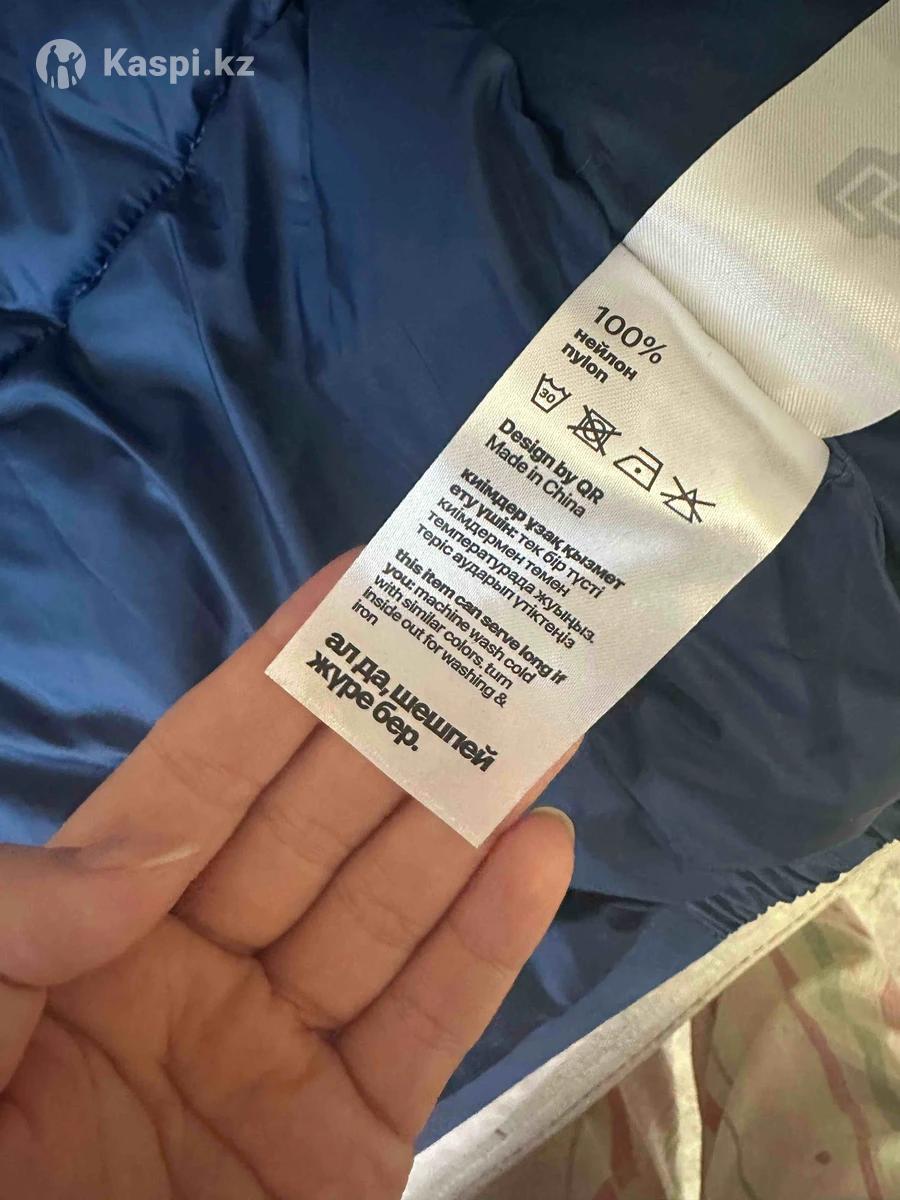 Kaspi.kz
100%
нейлон
nylon
30
Design by QR
Made in China
киімдер ұзақ қызмет
ету үшін: тек бір түсті
киімдермен төмен
температурада жуыңыз.
теріс аударып үтіктеңіз
this item can serve long if
you: machine wash cold
with similar colors. turn
inside out for washing &
iron
ал да, шешпей
жүре бер.